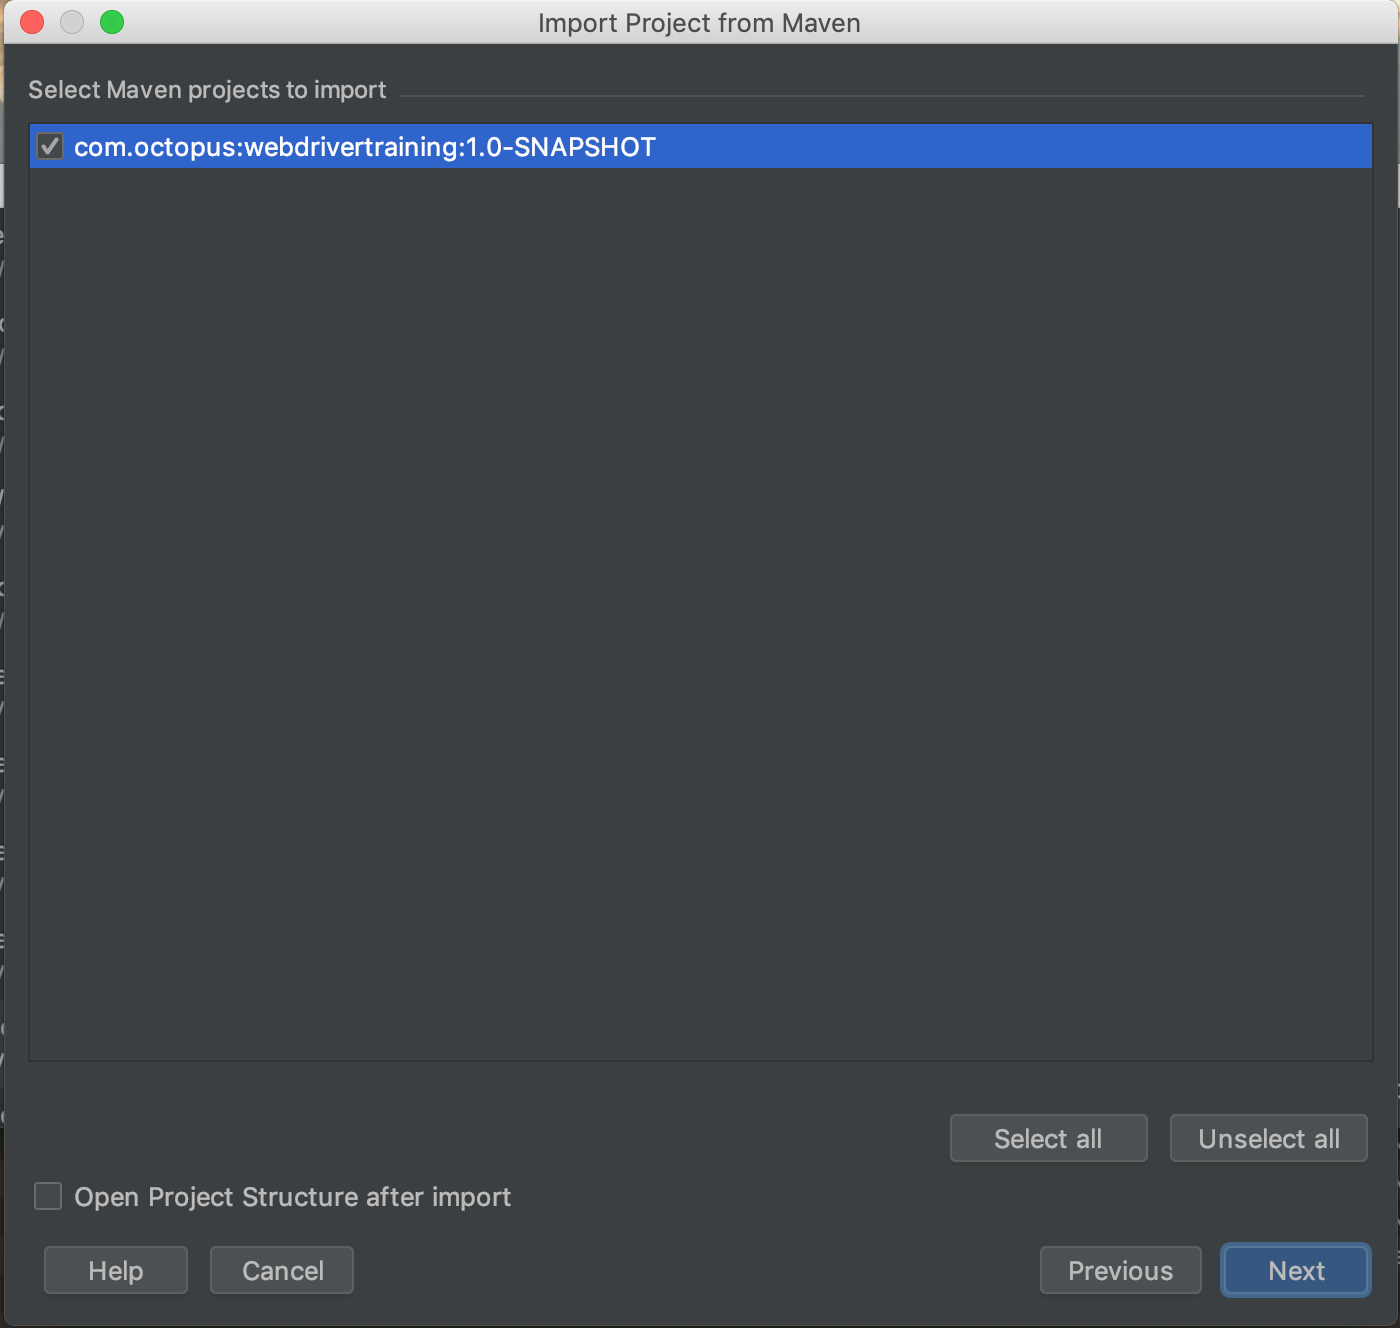 Import Project from Maven
Select Maven projects to import
com.octopus:webdrivertraining:1.0-SNAPSHOT
Select all
Unselect all
Open Project Structure after import
Help
Cancel
Previous
Next